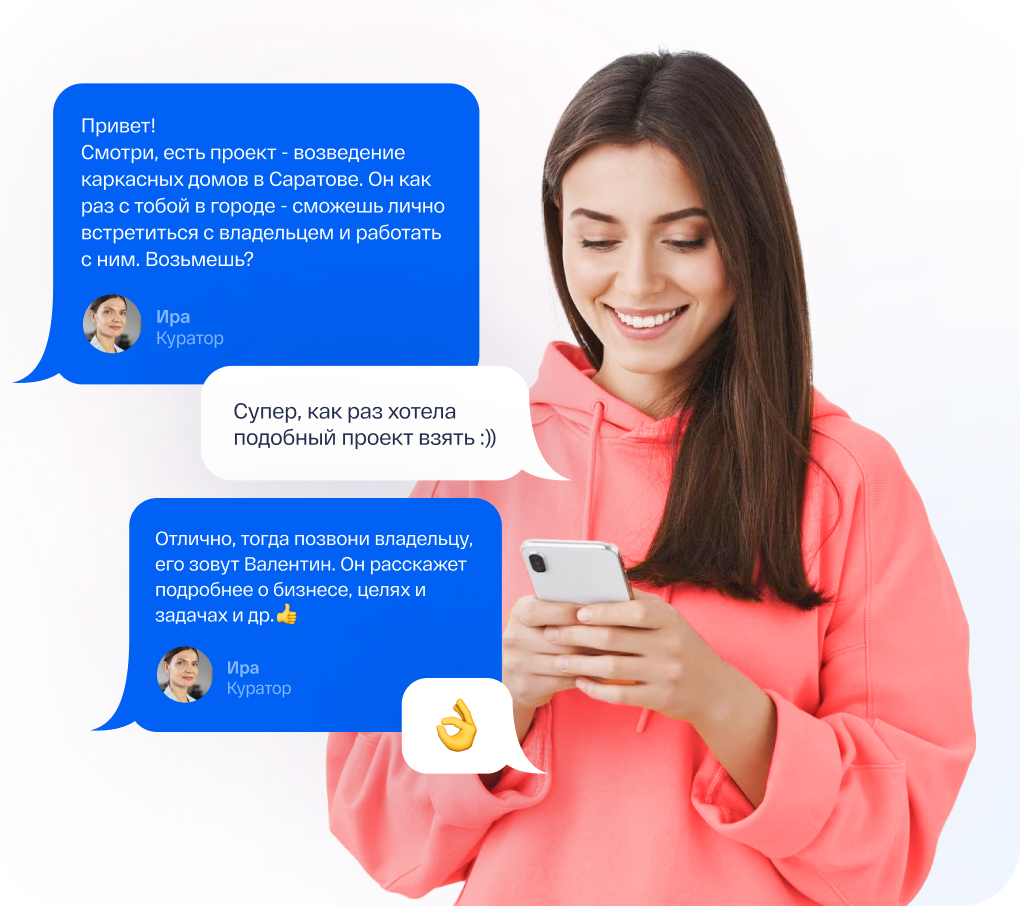 Привет!
Смотри, есть проект - возведение
каркасных домов в Саратове. Он как
раз с тобой в городе - сможешь лично
встретиться с владельцем и работать
с ним. Возьмешь?
Ира
Куратор
Супер, как раз хотела
подобный проект взять :))
Отлично, тогда позвони владельцу,
его зовут Валентин. Он расскажет
подробнее о бизнесе, целях и
задачах и др.👍
Ира
Куратор
👌